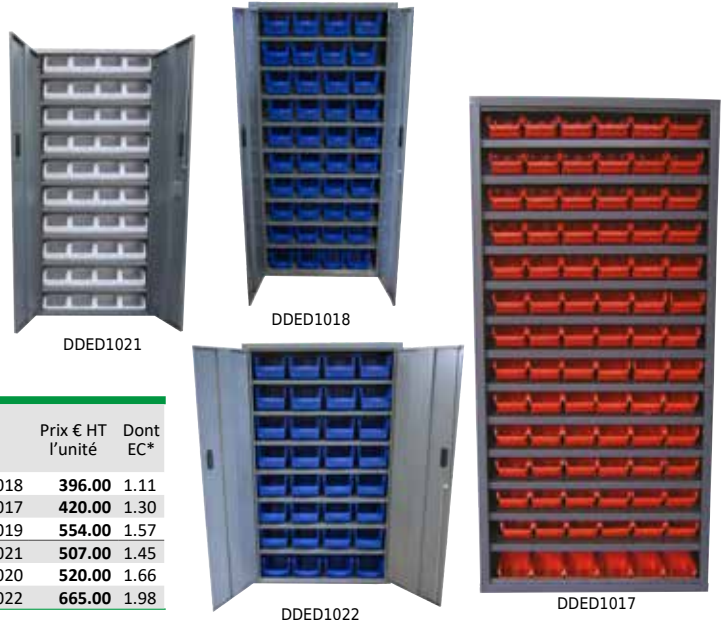 DDED1021
DDED1018
DDED1022
DDED1017
Prix € HT Dont
l’unité EC*
018 396.00 1.11
017 420.00 1.30
019 554.00 1.57
021 507.00 1.45
020 520.00 1.66
022 665.00 1.98